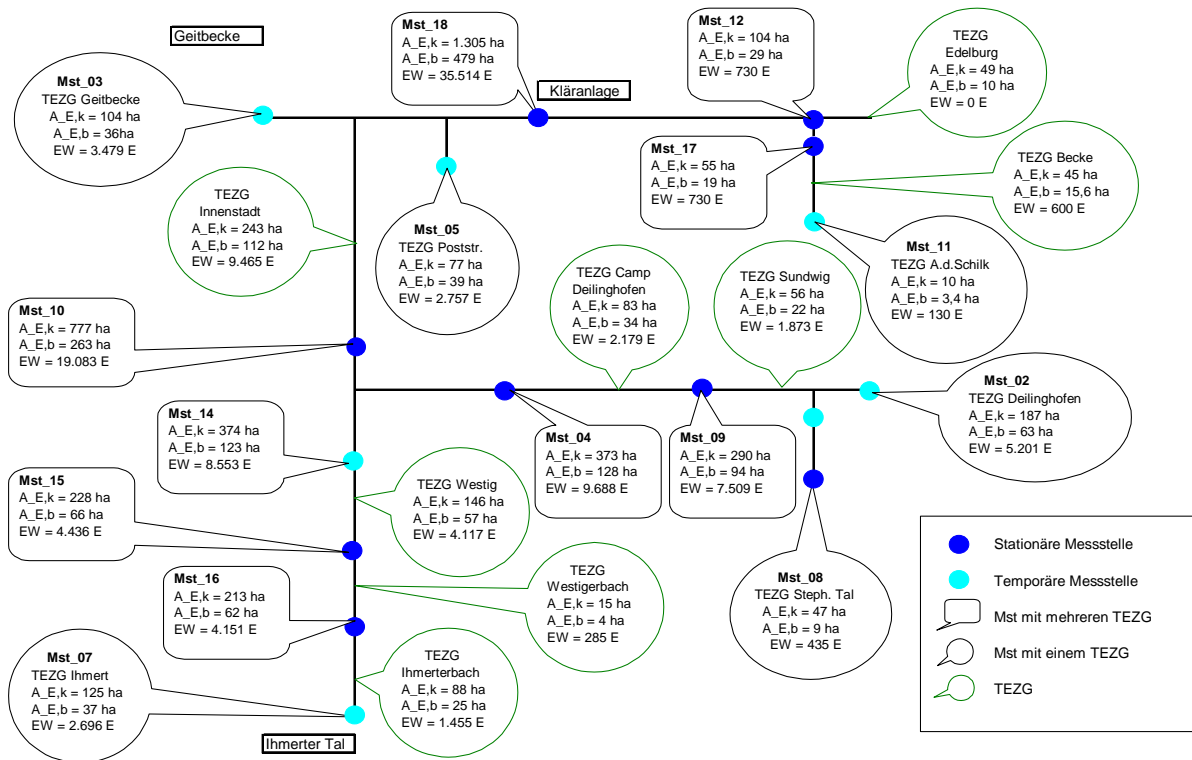 Geitbecke
Mst_18
A_E,k = 1.305 ha
A_E,b = 479 ha
EW = 35.514 E
Kläranlage
Mst_12
A_E,k = 104 ha
A_E,b = 29 ha
EW = 730 E
TEZG
Edelburg
A_E,k = 49 ha
A_E,b = 10 ha
EW = 0 E
Mst_03
TEZG Geitbecke
A_E,k = 104 ha
A_E,b = 36ha
EW = 3.479 E
Mst_17
A_E,k = 55 ha
A_E,b = 19 ha
EW = 730 E
TEZG Becke
A_E,k = 45 ha
A_E,b = 15,6 ha
EW = 600 E
TEZG
Innenstadt
A_E,k = 243 ha
A_E,b = 112 ha
EW = 9.465 E
Mst_05
TEZG Poststr.
A_E,k = 77 ha
A_E,b = 39 ha
EW = 2.757 E
Mst_11
TEZG A.d.Schilk
A_E,k = 10 ha
A_E,b = 3,4 ha
EW = 130 E
TEZG Camp
Deilinghofen
A_E,k = 83 ha
A_E,b = 34 ha
EW = 2.179 E
TEZG Sundwig
A_E,k = 56 ha
A_E,b = 22 ha
EW = 1.873 E
Mst_10
A_E,k = 777 ha
A_E,b = 263 ha
EW = 19.083 E
Mst_02
TEZG Deilinghofen
A_E,k = 187 ha
A_E,b = 63 ha
EW = 5.201 E
Mst_14
A_E,k = 374 ha
A_E,b = 123 ha
EW = 8.553 E
Mst_04
A_E,k = 373 ha
A_E,b = 128 ha
EW = 9.688 E
Mst_09
A_E,k = 290 ha
A_E,b = 94 ha
EW = 7.509 E
Mst_15
A_E,k = 228 ha
A_E,b = 66 ha
EW = 4.436 E
TEZG Westig
A_E,k = 146 ha
A_E,b = 57 ha
EW = 4.117 E
Mst_16
A_E,k = 213 ha
A_E,b = 62 ha
EW = 4.151 E
TEZG
Westigerbach
A_E,k = 15 ha
A_E,b = 4 ha
EW = 285 E
Mst_08
TEZG Steph. Tal
A_E,k = 47 ha
A_E,b = 9 ha
EW = 435 E
Mst_07
TEZG Ihmert
A_E,k = 125 ha
A_E,b = 37 ha
EW = 2.696 E
TEZG
Ihmerterbach
A_E,k = 88 ha
A_E,b = 25 ha
EW = 1.455 E
Ihmerter Tal
Stationäre Messstelle
Temporäre Messstelle
Mst mit mehreren TEZG
Mst mit einem TEZG
TEZG